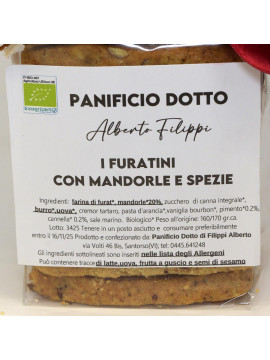 IT-BIO-007
PANIFICIO DOTTO
Alberto Filippi
I FURATINI
CON MANDORLE E SPEZIE
Ingredienti: farina di furat*, mandorle*20%, zucchero di canna integrale*,
burro*,uova*, cremor tartaro, pasta d'arancia*,vaniglia bourbon*, pimento*0.2%,
cannella* 0.2%, sale marino. Biologico* Peso all'origine: 160/170 gr.ca.
Lotto: 3425 Tenere in un posto asciutto e consumare preferibilmente
entro il 16/11/25 Prodotto e confezionato da: Panificio Dotto di Filippi Alberto
via Volti 46 Bis, Santorso(VI); tel; 0445.641248
Gli ingredienti sottolineati sono inseriti nelle lista degli Allergeni
Può contenere tracce di latte,uova, frutta a guscio e semi di sesamo